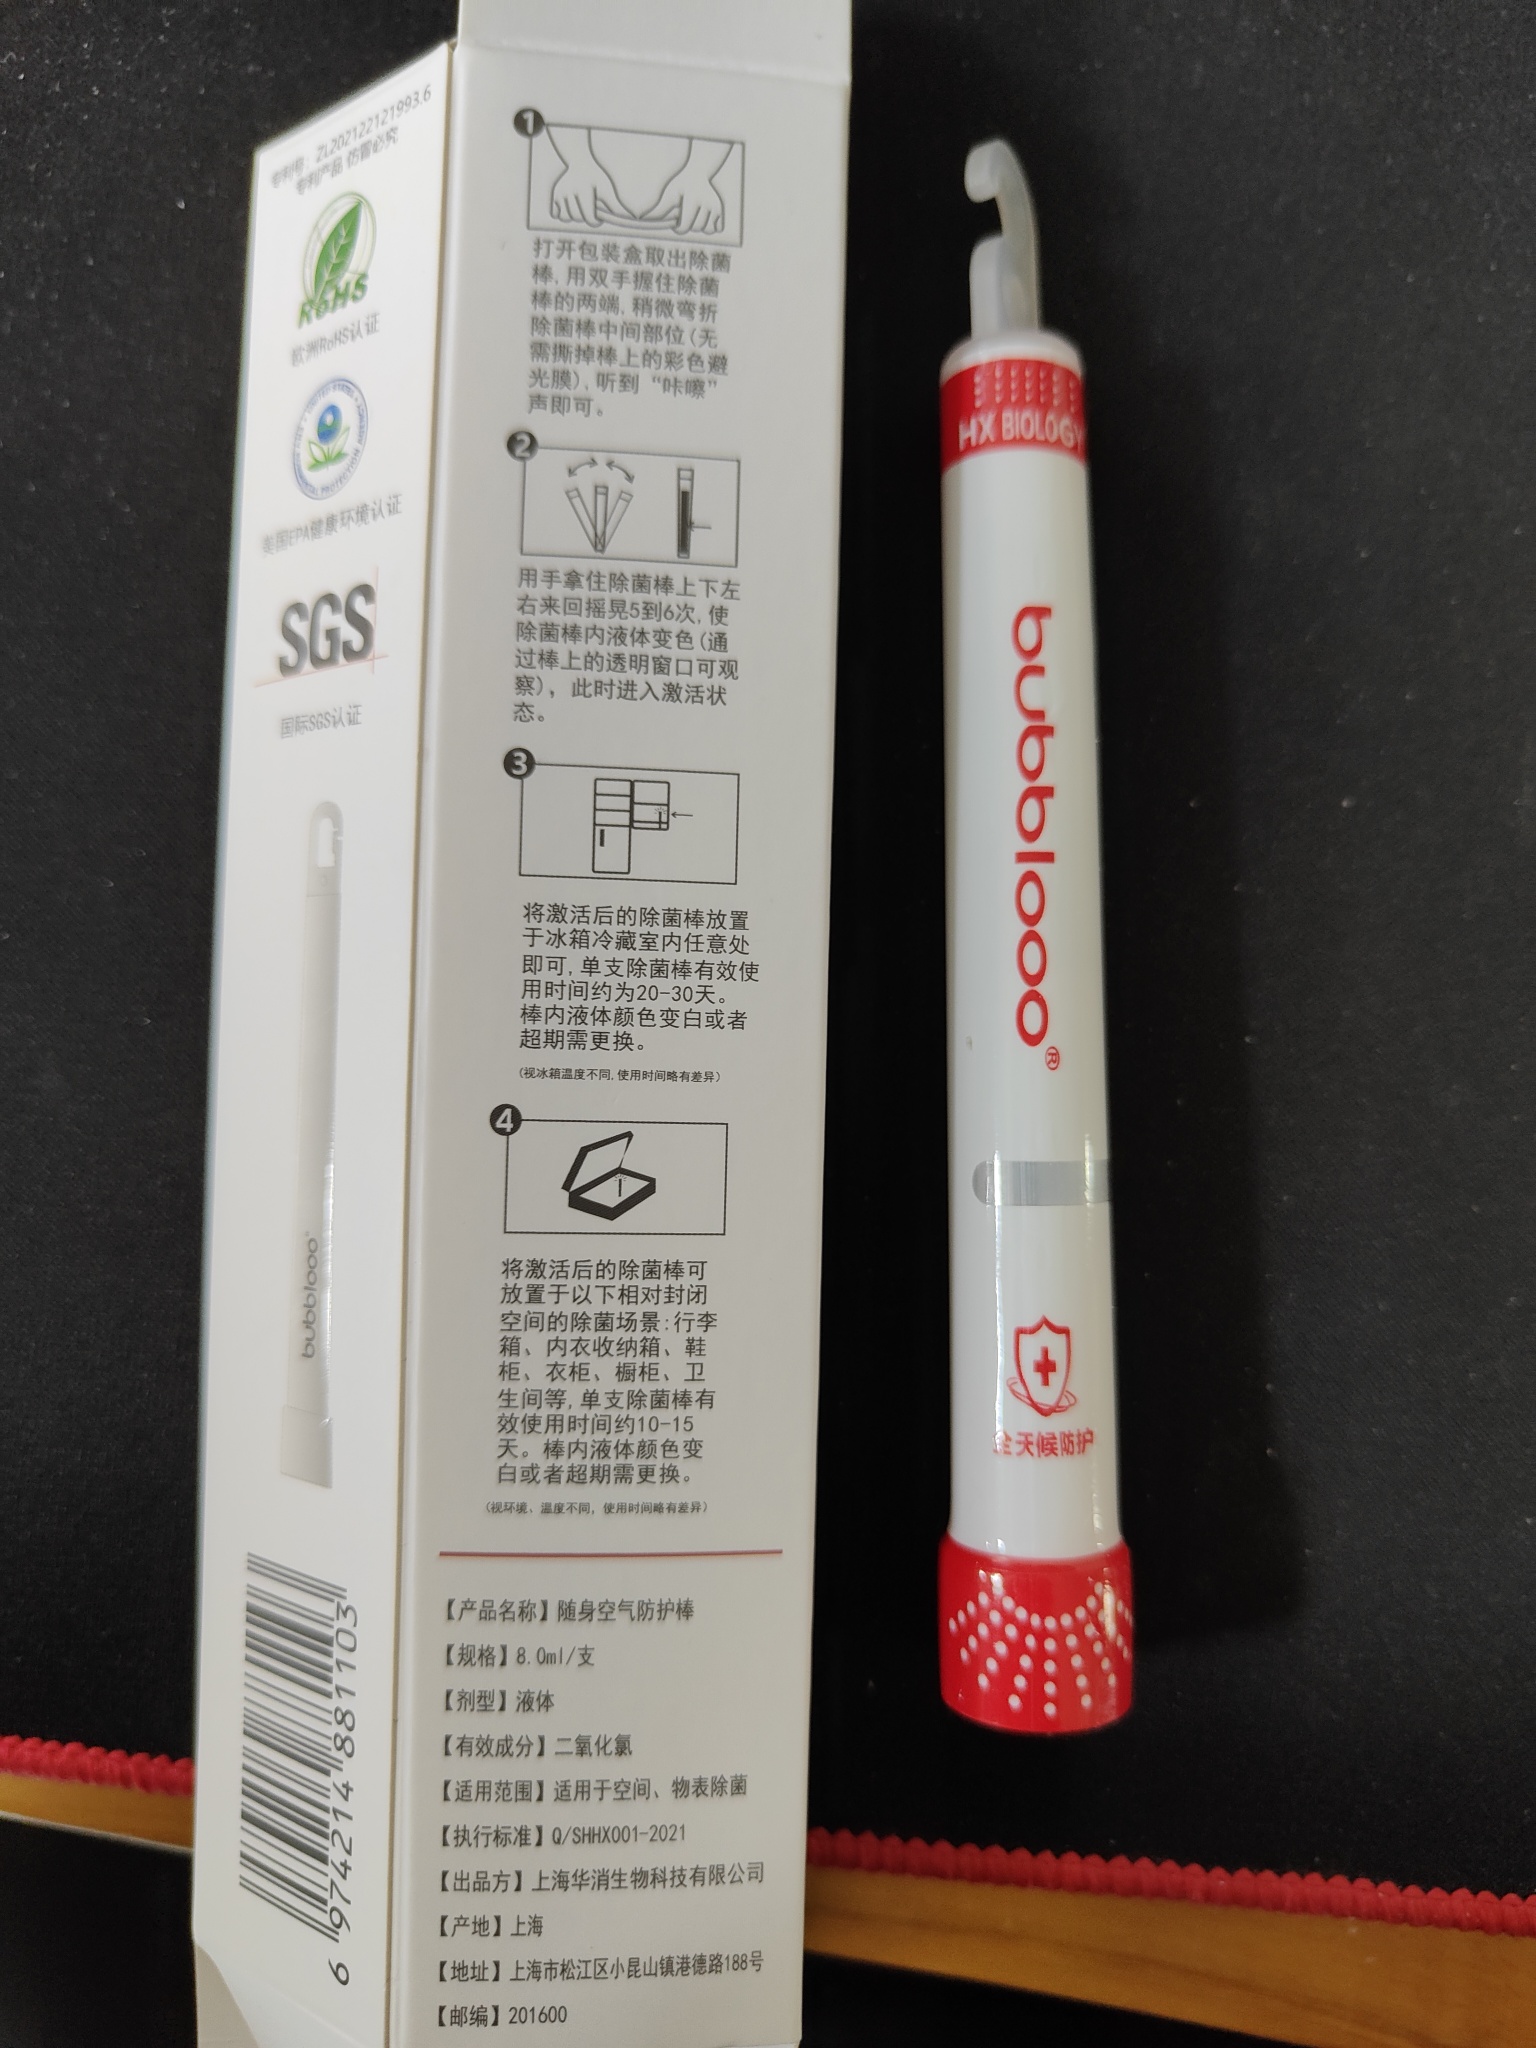 专利号：ZL202122121993.6
专利产品 仿冒必究
RoHS
欧洲RoHS认证
美国EPA健康环境认证
SGS
国际SGS认证
bubblooo
6 974214 881103
1
打开包装盒取出除菌
棒,用双手握住除菌
棒的两端,稍微弯折
除菌棒中间部位(无
需撕掉棒上的彩色避
光膜),听到“咔嚓”
声即可。
2
用手拿住除菌棒上下左
右来回摇晃5到6次,使
除菌棒内液体变色(通
过棒上的透明窗口可观
察)，此时进入激活状
态。
3
将激活后的除菌棒放置
于冰箱冷藏室内任意处
即可,单支除菌棒有效使
用时间约为20-30天。
棒内液体颜色变白或者
超期需更换。
(视冰箱温度不同,使用时间略有差异)
4
将激活后的除菌棒可
放置于以下相对封闭
空间的除菌场景:行李
箱、内衣收纳箱、鞋
柜、衣柜、橱柜、卫
生间等,单支除菌棒有
效使用时间约10-15
天。棒内液体颜色变
白或者超期需更换。
(视环境、温度不同，使用时间略有差异)
【产品名称】随身空气防护棒
【规格】8.0ml/支
【剂型】液体
【有效成分】二氧化氯
【适用范围】适用于空间、物表除菌
【执行标准】Q/SHHX001-2021
【出品方】上海华消生物科技有限公司
【产地】上海
【地址】上海市松江区小昆山镇港德路188号
【邮编】201600
HX BIOLOGY
bubblooo®
全天候防护